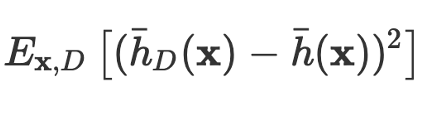 E_{𝐱,D} [(h̄_D(𝐱) − h̄(𝐱))²]